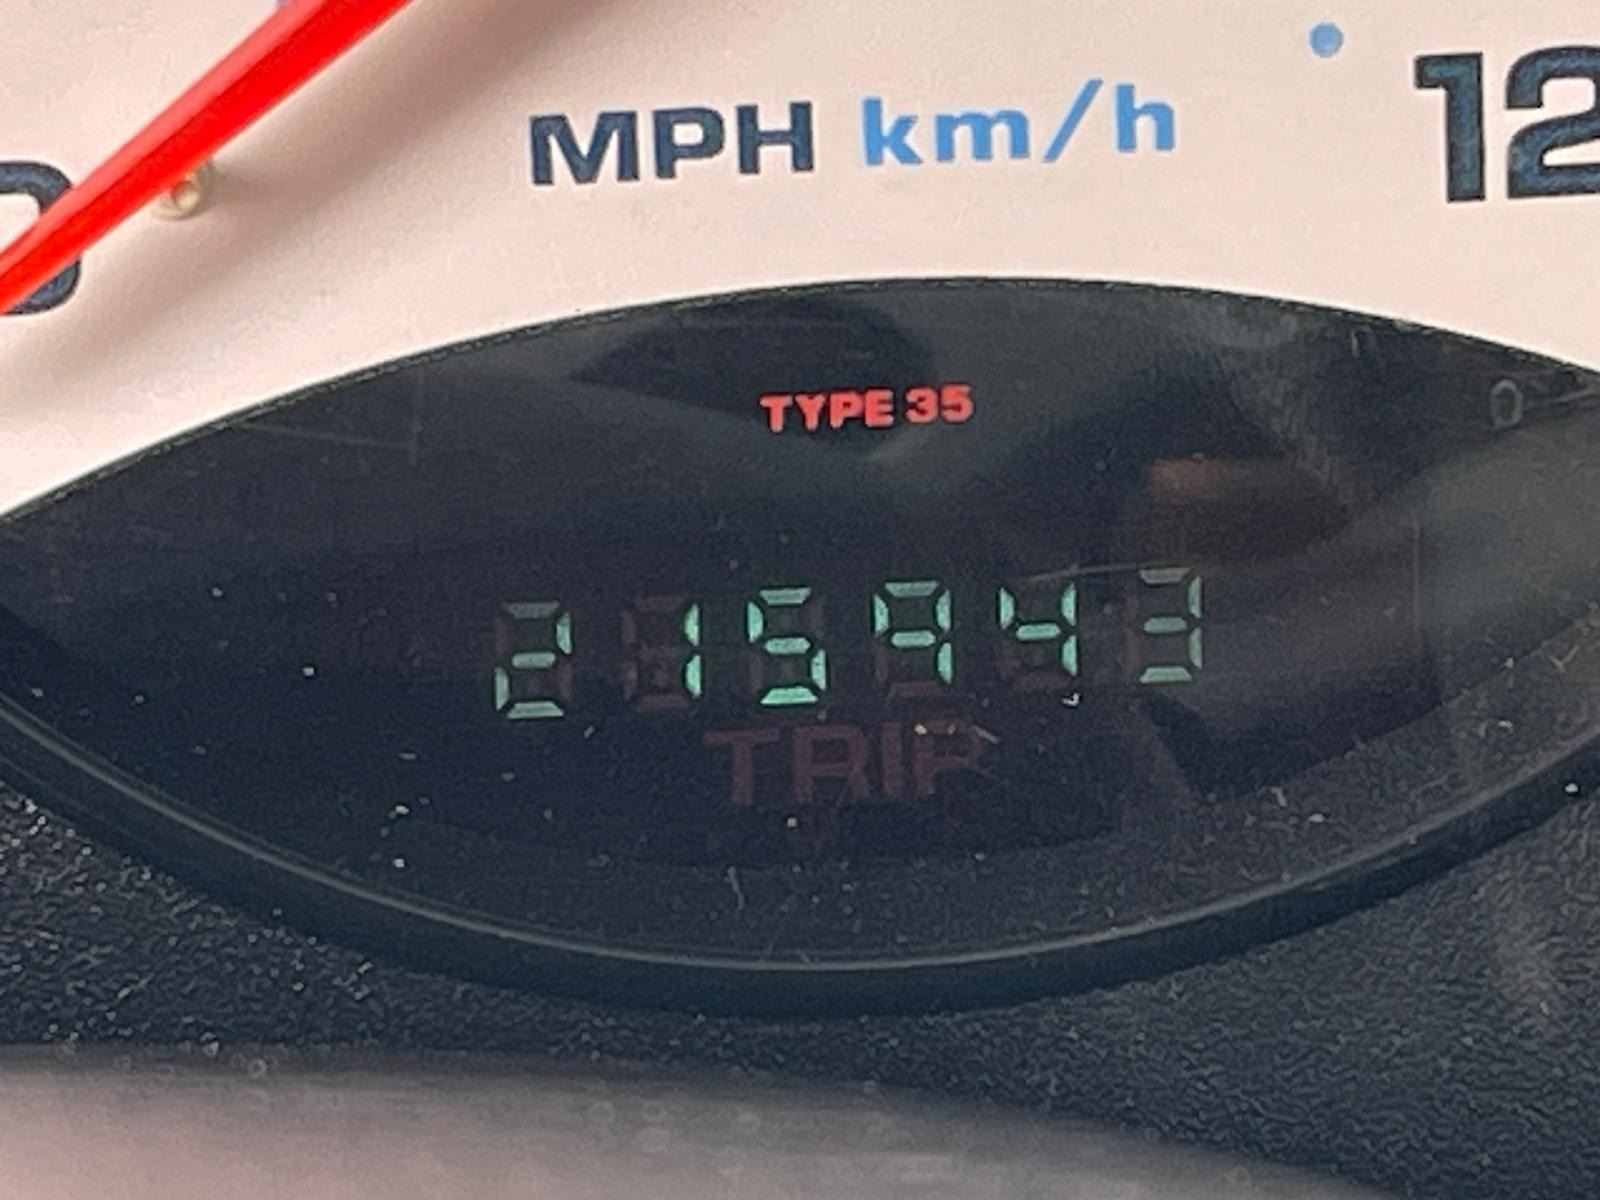 MPH km/h
12
TYPE 35
215943
TRIP